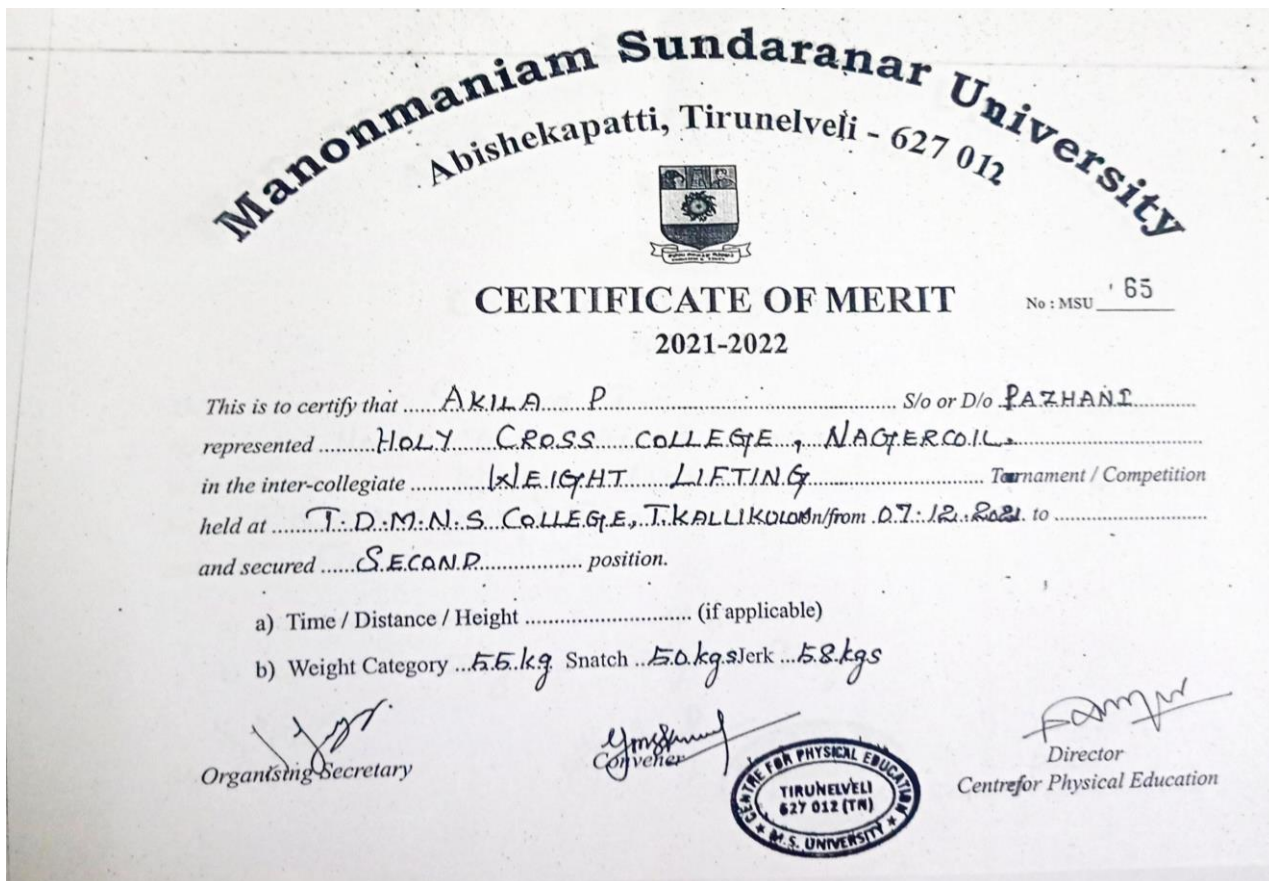 Manonmaniam Sundaranar University
Abishekapatti, Tirunelveli - 627 012
CERTIFICATE OF MERIT
No : MSU 65
2021-2022
This is to certify that ......AKILA P.......... S/o or D/o PAZHANI
represented .........HOLY CROSS COLLEGE, NAGERCOIL.
in the inter-collegiate ............WEIGHT LIFTING............ Tournament / Competition
held at .....T.D.M.N.S COLLEGE, T.KALLIKULAM on/from 07.12.2021 to ..................
and secured ......SECOND............... position.
a) Time / Distance / Height ............................. (if applicable)
b) Weight Category ...55.kg Snatch ..50.kgs Jerk ...58.kgs
Organising Secretary
Convener
Director
Centre for Physical Education
CENTRE FOR PHYSICAL EDUCATION
TIRUNELVELI
627 012 (TN)
M.S. UNIVERSITY